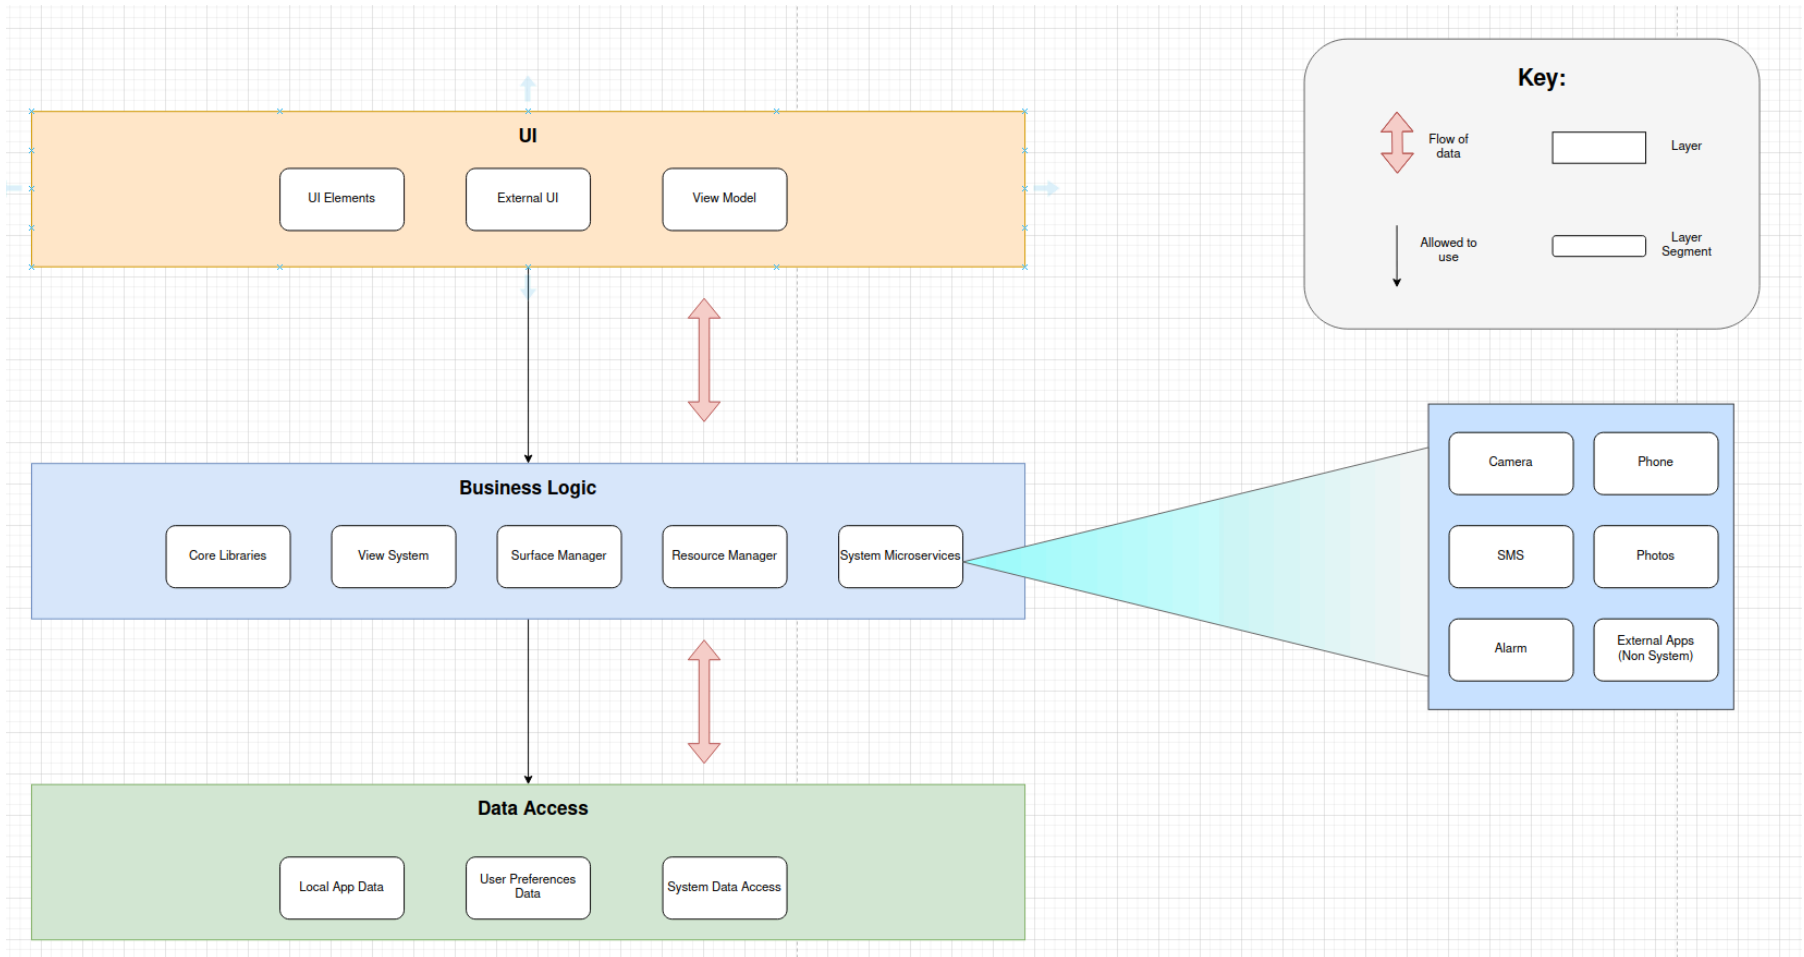 Key:
Flow of
data
Layer
Allowed to
use
Layer
Segment
UI
UI Elements
External UI
View Model
Business Logic
Core Libraries
View System
Surface Manager
Resource Manager
System Microservices
Camera
Phone
SMS
Photos
Alarm
External Apps
(Non System)
Data Access
Local App Data
User Preferences
Data
System Data Access